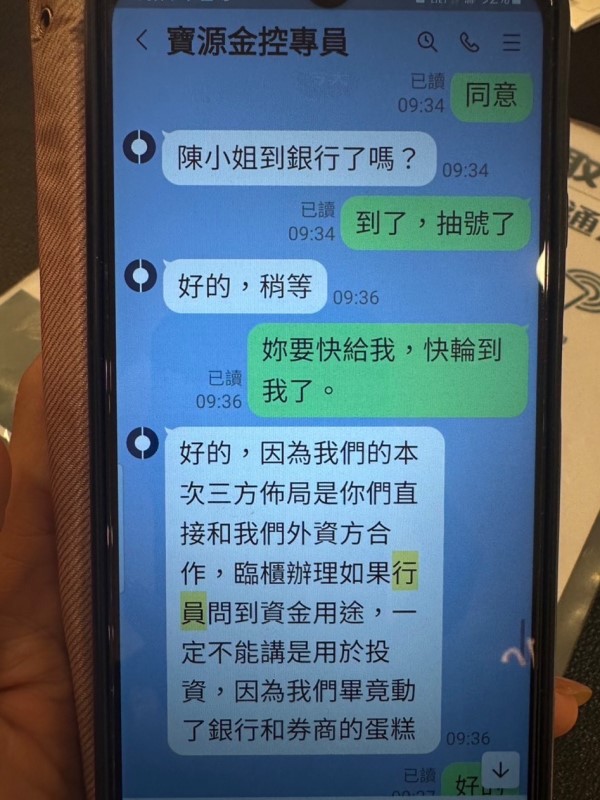 寶源金控專員
已讀
09:34
同意
陳小姐到銀行了嗎？
09:34
已讀
09:34
到了，抽號了
好的，稍等
09:36
妳要快給我，快輪到
我了。
已讀
09:36
好的，因為我們的本
次三方佈局是你們直
接和我們外資方合
作，臨櫃辦理如果行
員問到資金用途，一
定不能講是用於投
資，因為我們畢竟動
了銀行和券商的蛋糕
09:36
已讀
好的
通